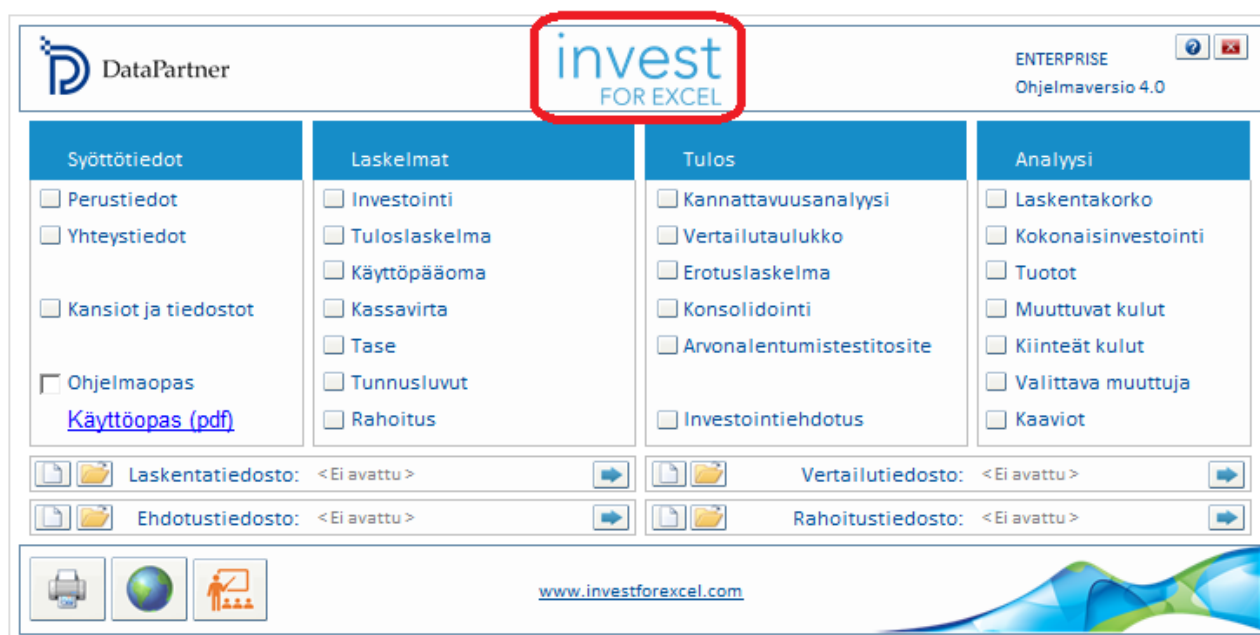 DataPartner
invest
FOR EXCEL
ENTERPRISE
Ohjelmaversio 4.0
Syöttötiedot
Perustiedot
Yhteystiedot
Kansiot ja tiedostot
Ohjelmaopas
Käyttöopas (pdf)
Laskelmat
Investointi
Tuloslaskelma
Käyttöpääoma
Kassavirta
Tase
Tunnusluvut
Rahoitus
Tulos
Kannattavuusanalyysi
Vertailutaulukko
Erotuslaskelma
Konsolidointi
Arvonalentumistestitosite
Investointiehdotus
Analyysi
Laskentakorko
Kokonaisinvestointi
Tuotot
Muuttuvat kulut
Kiinteät kulut
Valittava muuttuja
Kaaviot
Laskentatiedosto: <Ei avattu>
Vertailutiedosto: <Ei avattu>
Ehdotustiedosto: <Ei avattu>
Rahoitustiedosto: <Ei avattu>
www.investforexcel.com